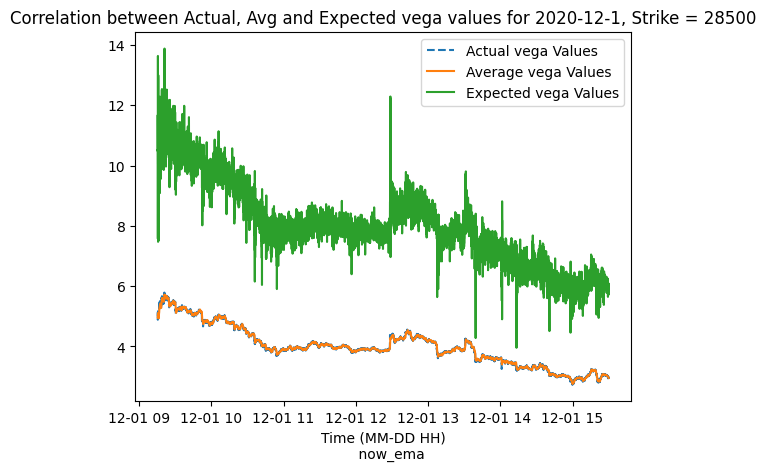 Correlation between Actual, Avg and Expected vega values for 2020-12-1, Strike = 28500
14
12
10
8
6
4
Actual vega Values
Average vega Values
Expected vega Values
12-01 09 12-01 10 12-01 11 12-01 12 12-01 13 12-01 14 12-01 15
Time (MM-DD HH)
now_ema